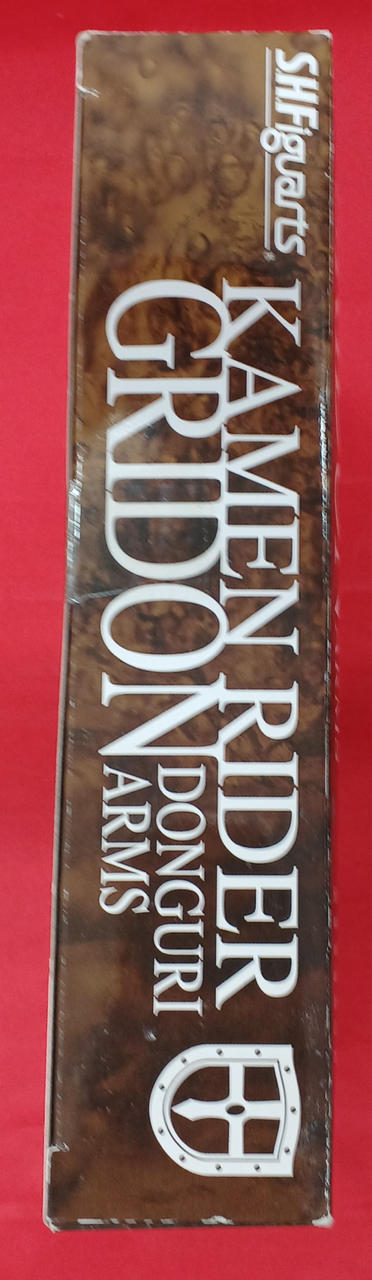 S.H.Figuarts
KAMEN RIDER
GRIDON
DONGURI
ARMS